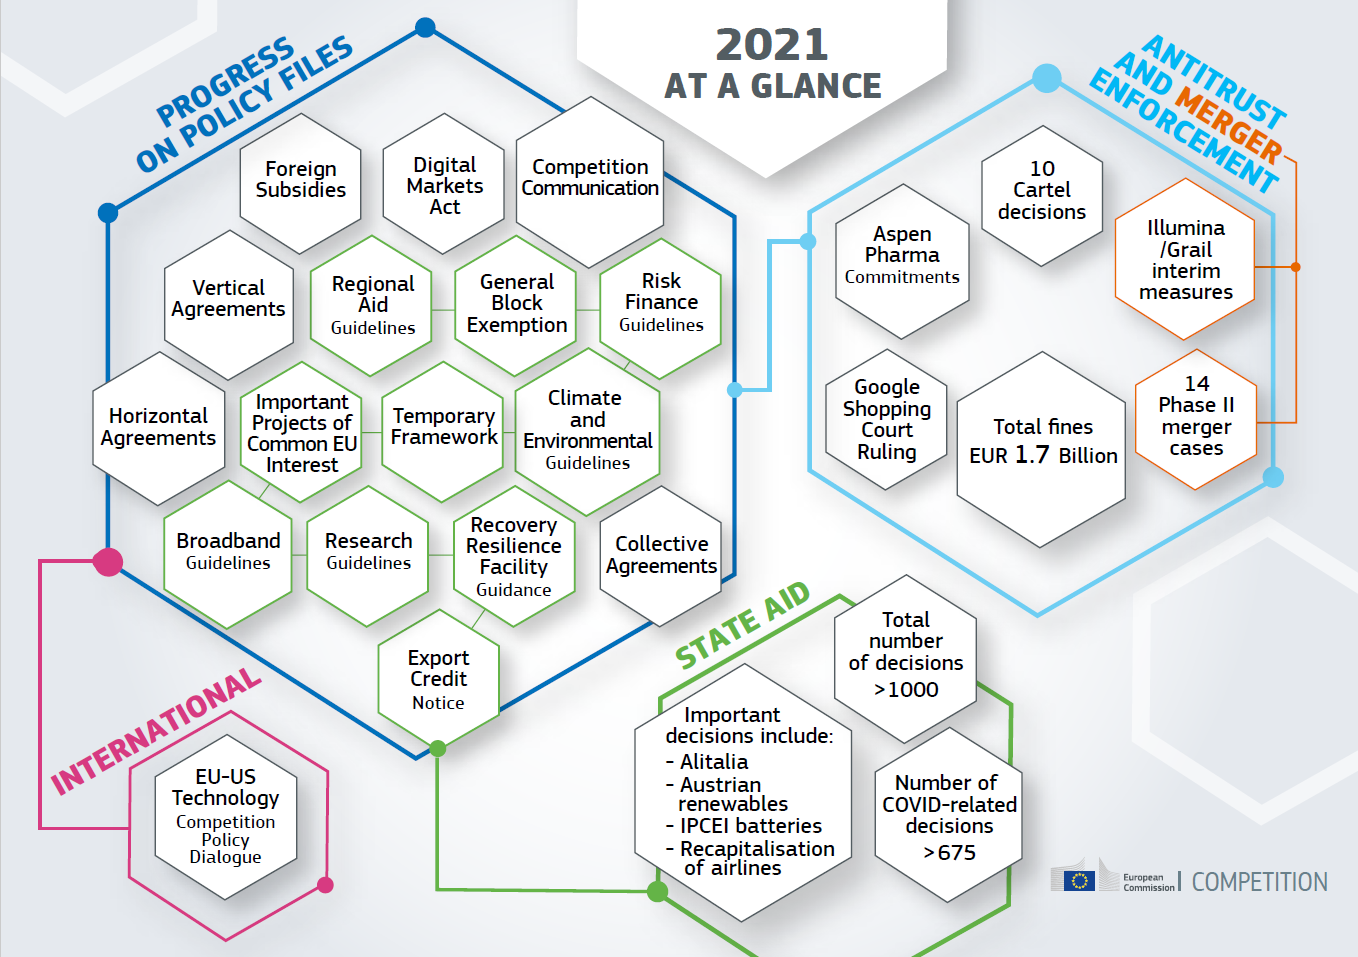 2021
AT A GLANCE
PROGRESS
ON POLICY FILES
Foreign
Subsidies
Digital
Markets
Act
Competition
Communication
Vertical
Agreements
Regional
Aid
Guidelines
General
Block
Exemption
Risk
Finance
Guidelines
Horizontal
Agreements
Important
Projects of
Common EU
Interest
Temporary
Framework
Climate
and
Environmental
Guidelines
Broadband
Guidelines
Research
Guidelines
Recovery
Resilience
Facility
Guidance
Collective
Agreements
Export
Credit
Notice
ANTITRUST
AND MERGER
ENFORCEMENT
10
Cartel
decisions
Aspen
Pharma
Commitments
Illumina
/Grail
interim
measures
Google
Shopping
Court
Ruling
Total fines
EUR 1.7 Billion
14
Phase II
merger
cases
STATE AID
Total
number
of decisions
>1000
Important
decisions include:
- Alitalia
- Austrian
renewables
- IPCEI batteries
- Recapitalisation
of airlines
Number of
COVID-related
decisions
>675
INTERNATIONAL
EU-US
Technology
Competition
Policy
Dialogue
European
Commission
COMPETITION